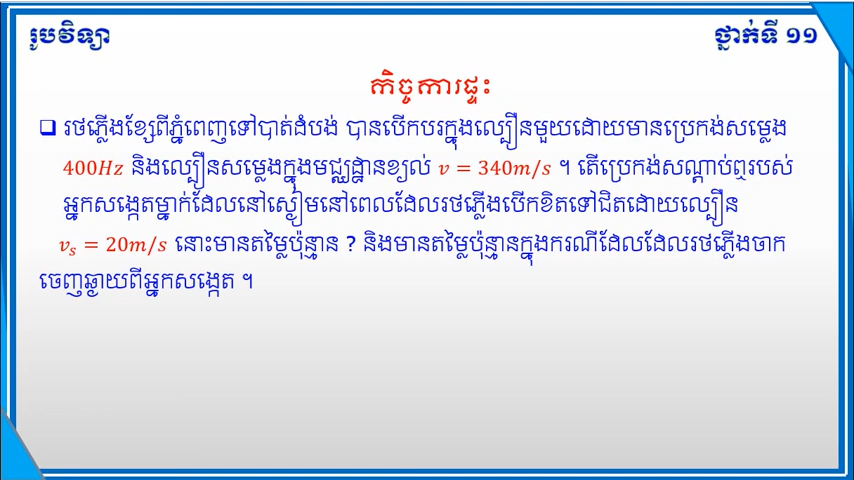 រូបវិទ្យា
ថ្នាក់ទី ១១
កិច្ចការផ្ទះ
❑ រថភ្លើងខ្សែពីភ្នំពេញទៅបាត់ដំបង់ បានបើកបរក្នុងល្បឿនមួយដោយមានប្រេកង់សម្លេង
400Hz និងល្បឿនសម្លេងក្នុងមជ្ឈដ្ឋានខ្យល់ v = 340m/s ។ តើប្រេកង់សណ្តាប់ឮរបស់
អ្នកសង្កេតម្នាក់ដែលនៅស្ងៀមនៅពេលដែលរថភ្លើងបើកខិតទៅជិតដោយល្បឿន
vₛ = 20m/s នោះមានតម្លៃប៉ុន្មាន ? និងមានតម្លៃប៉ុន្មានក្នុងករណីដែលដែលរថភ្លើងចាក
ចេញឆ្ងាយពីអ្នកសង្កេត ។